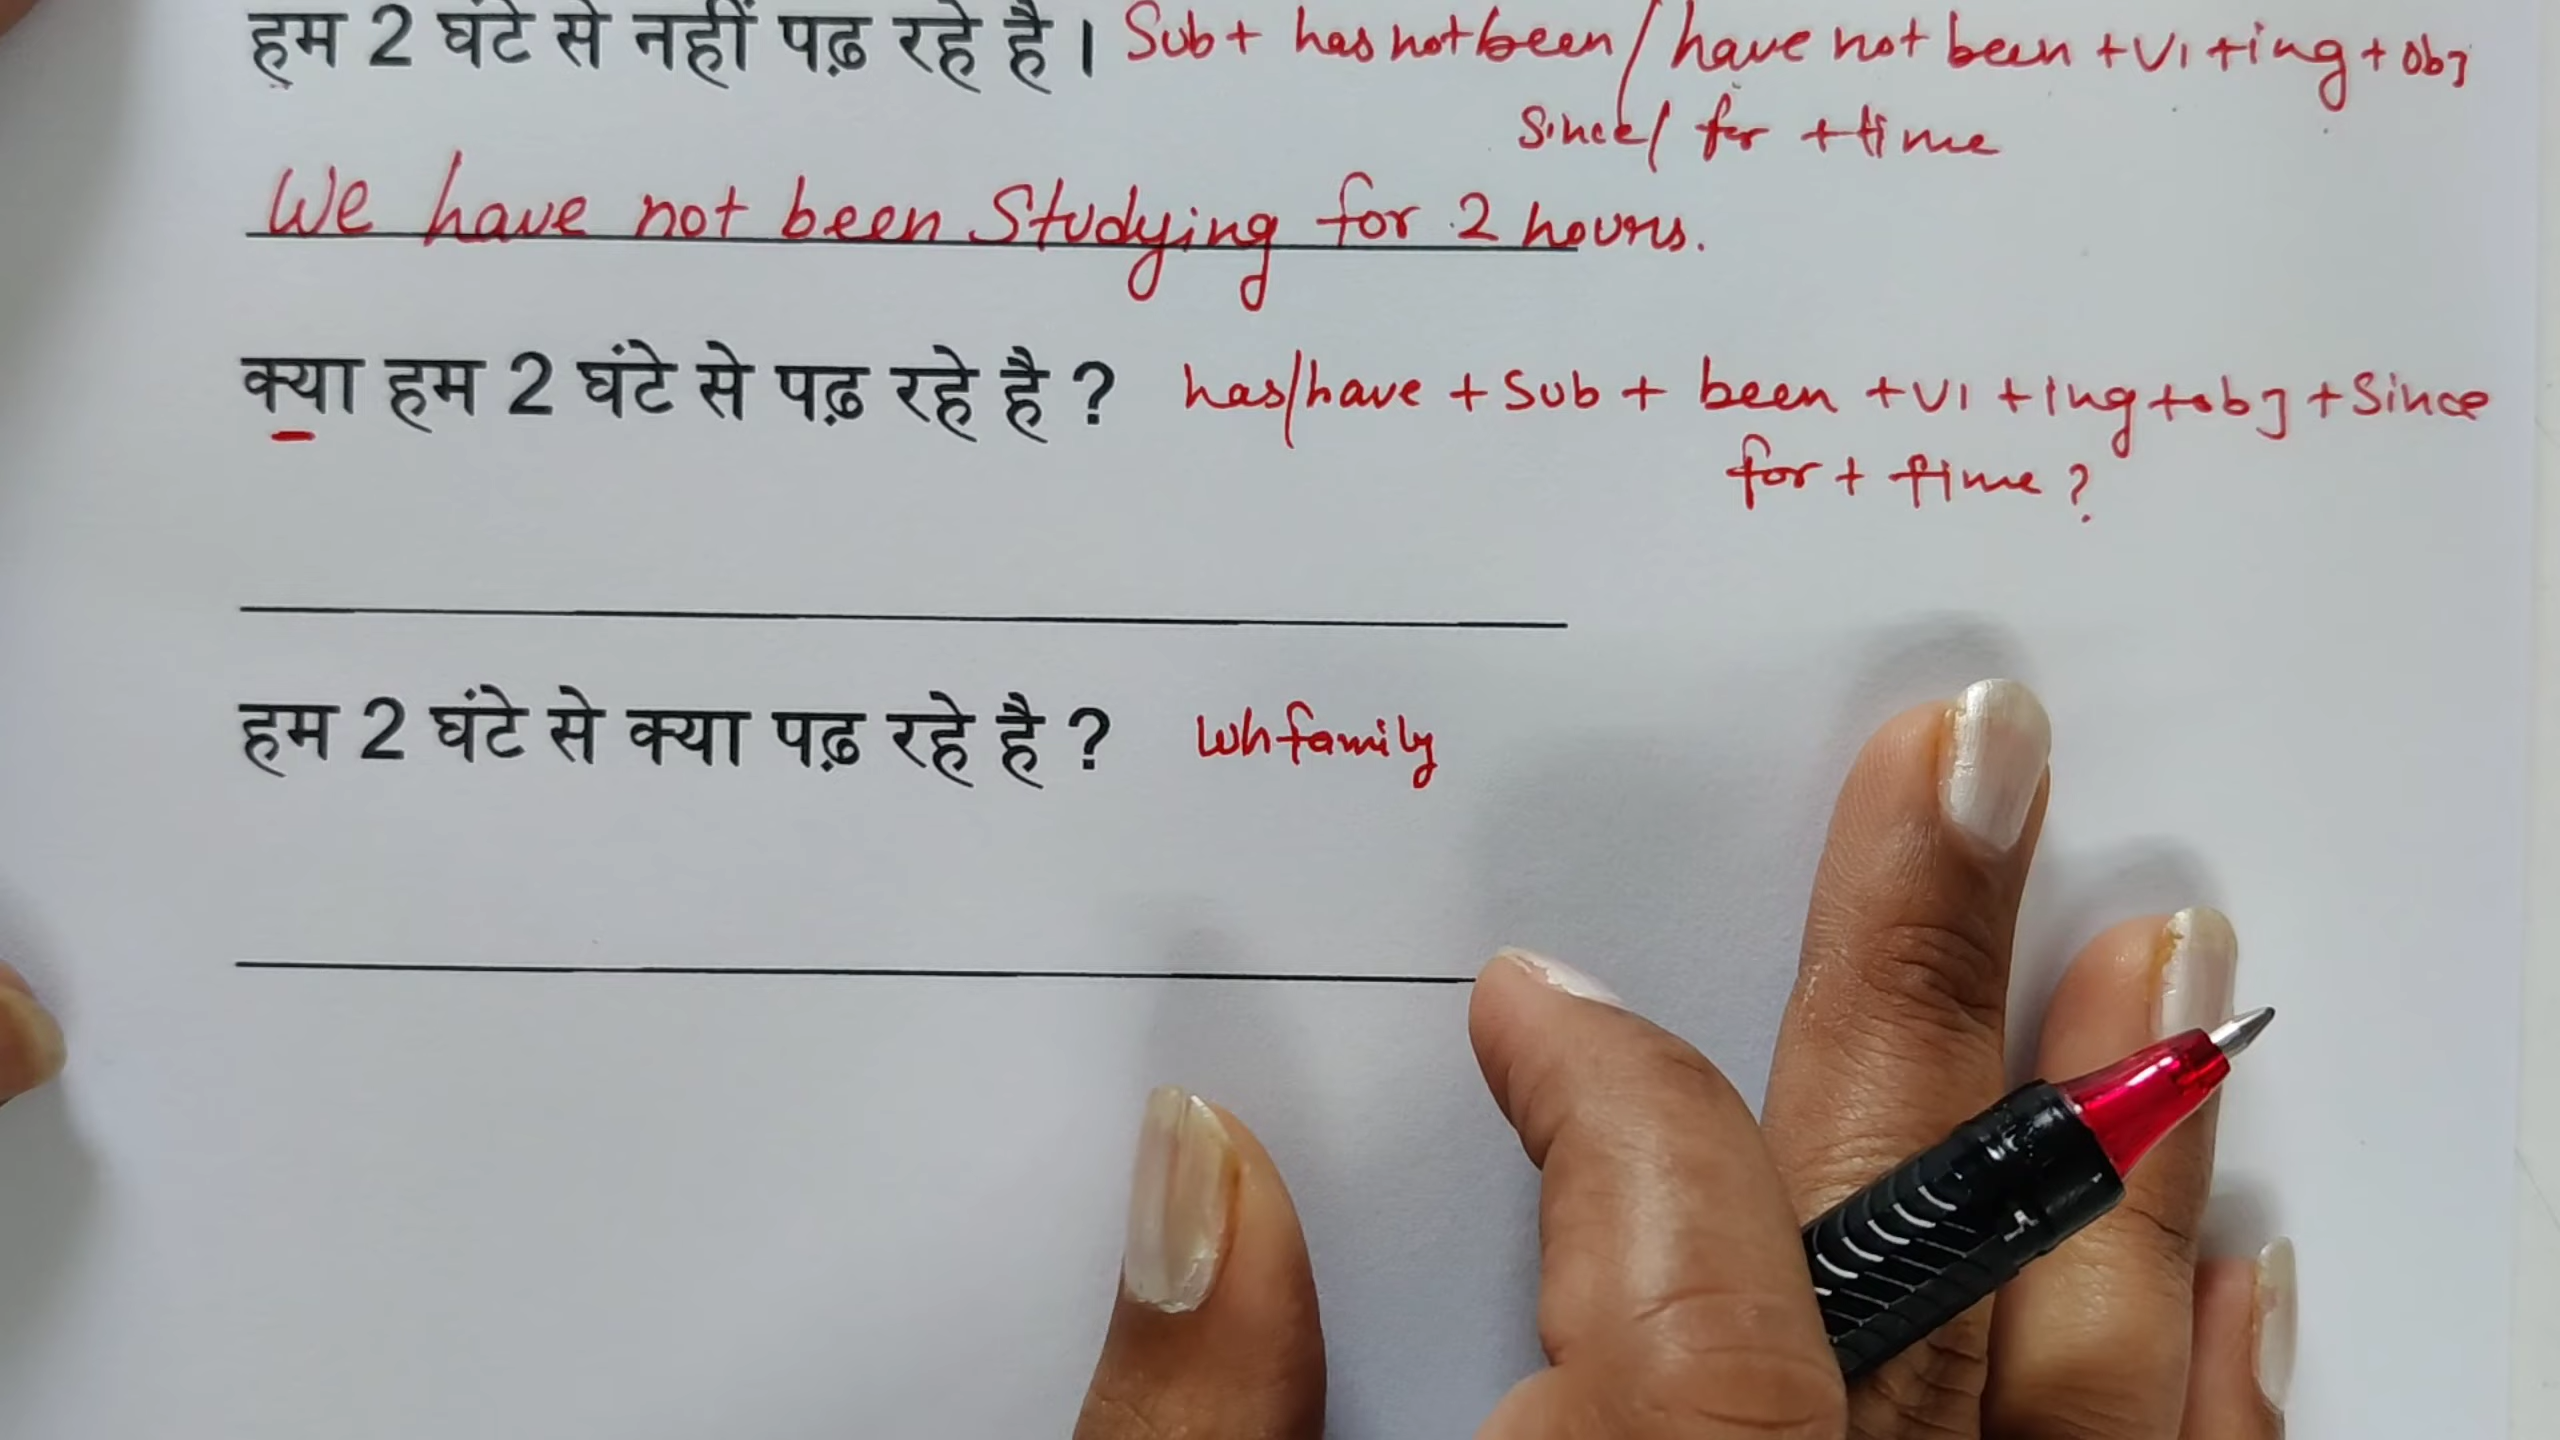 हम 2 घंटे से नहीं पढ़ रहे है । Sub + has not been / have not been + V1 + ing + obj
Since / for + time
We have not been Studying for 2 hours.
क्या हम 2 घंटे से पढ़ रहे है ? has/have + Sub + been + V1 + ing + obj + Since
for + time ?
हम 2 घंटे से क्या पढ़ रहे है ? Wh family